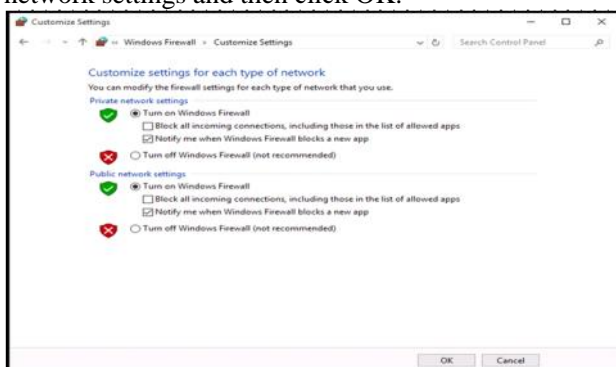 network settings and then click OK.
Customize Settings
Windows Firewall > Customize Settings
Search Control Panel
Customize settings for each type of network
You can modify the firewall settings for each type of network that you use.
Private network settings
Turn on Windows Firewall
Block all incoming connections, including those in the list of allowed apps
Notify me when Windows Firewall blocks a new app
Turn off Windows Firewall (not recommended)
Public network settings
Turn on Windows Firewall
Block all incoming connections, including those in the list of allowed apps
Notify me when Windows Firewall blocks a new app
Turn off Windows Firewall (not recommended)
OK Cancel